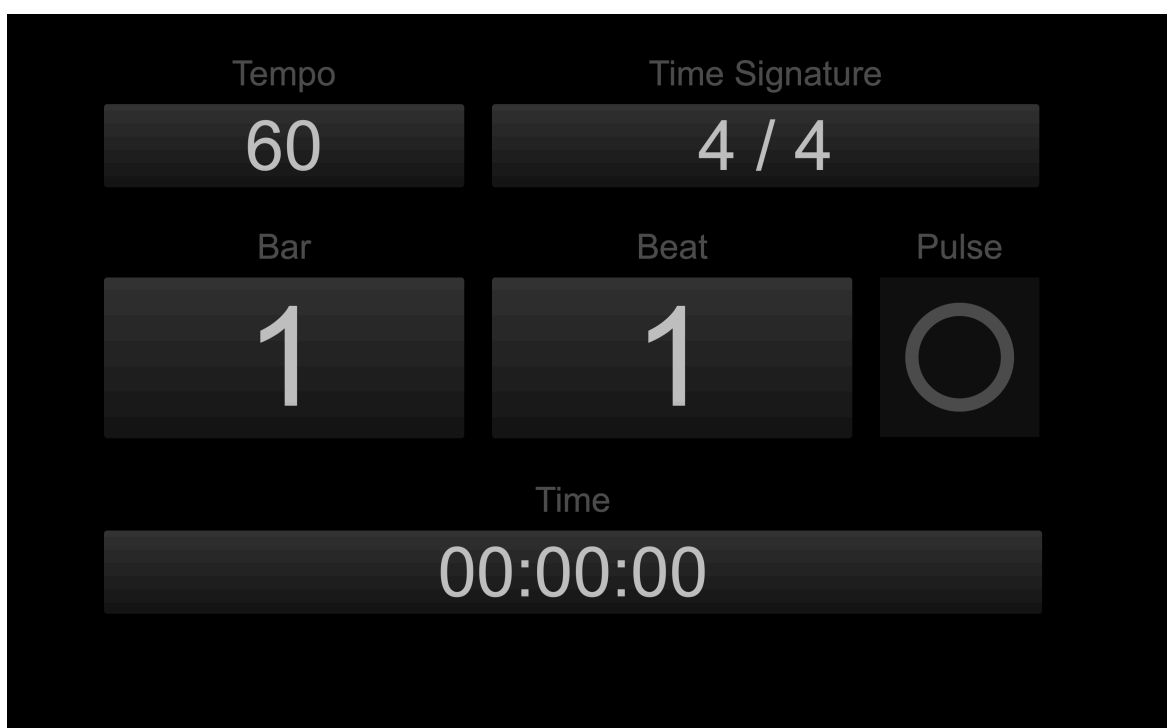 Tempo
Time Signature
60
4 / 4
Bar
Beat
Pulse
1
1
Time
00:00:00